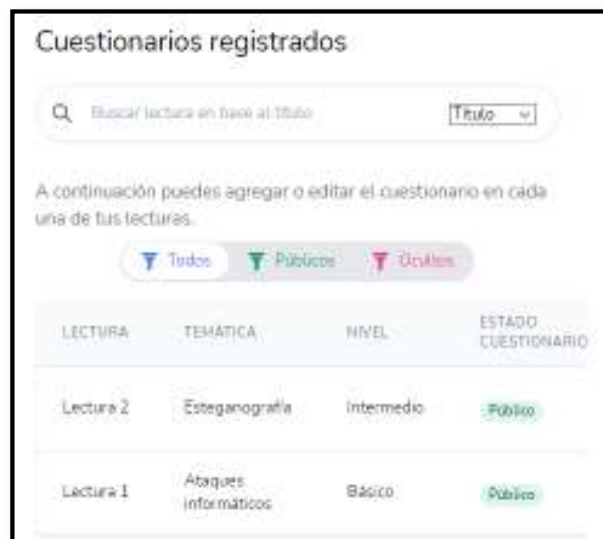 Cuestionarios registrados
Buscar lectura en base al título
Título
A continuación puedes agregar o editar el cuestionario en cada
una de tus lecturas.
Todos Públicos Ocultos
LECTURA TEMÁTICA NIVEL ESTADO CUESTIONARIO
Lectura 2 Esteganografía Intermedio Público
Lectura 1 Ataques informáticos Básico Público